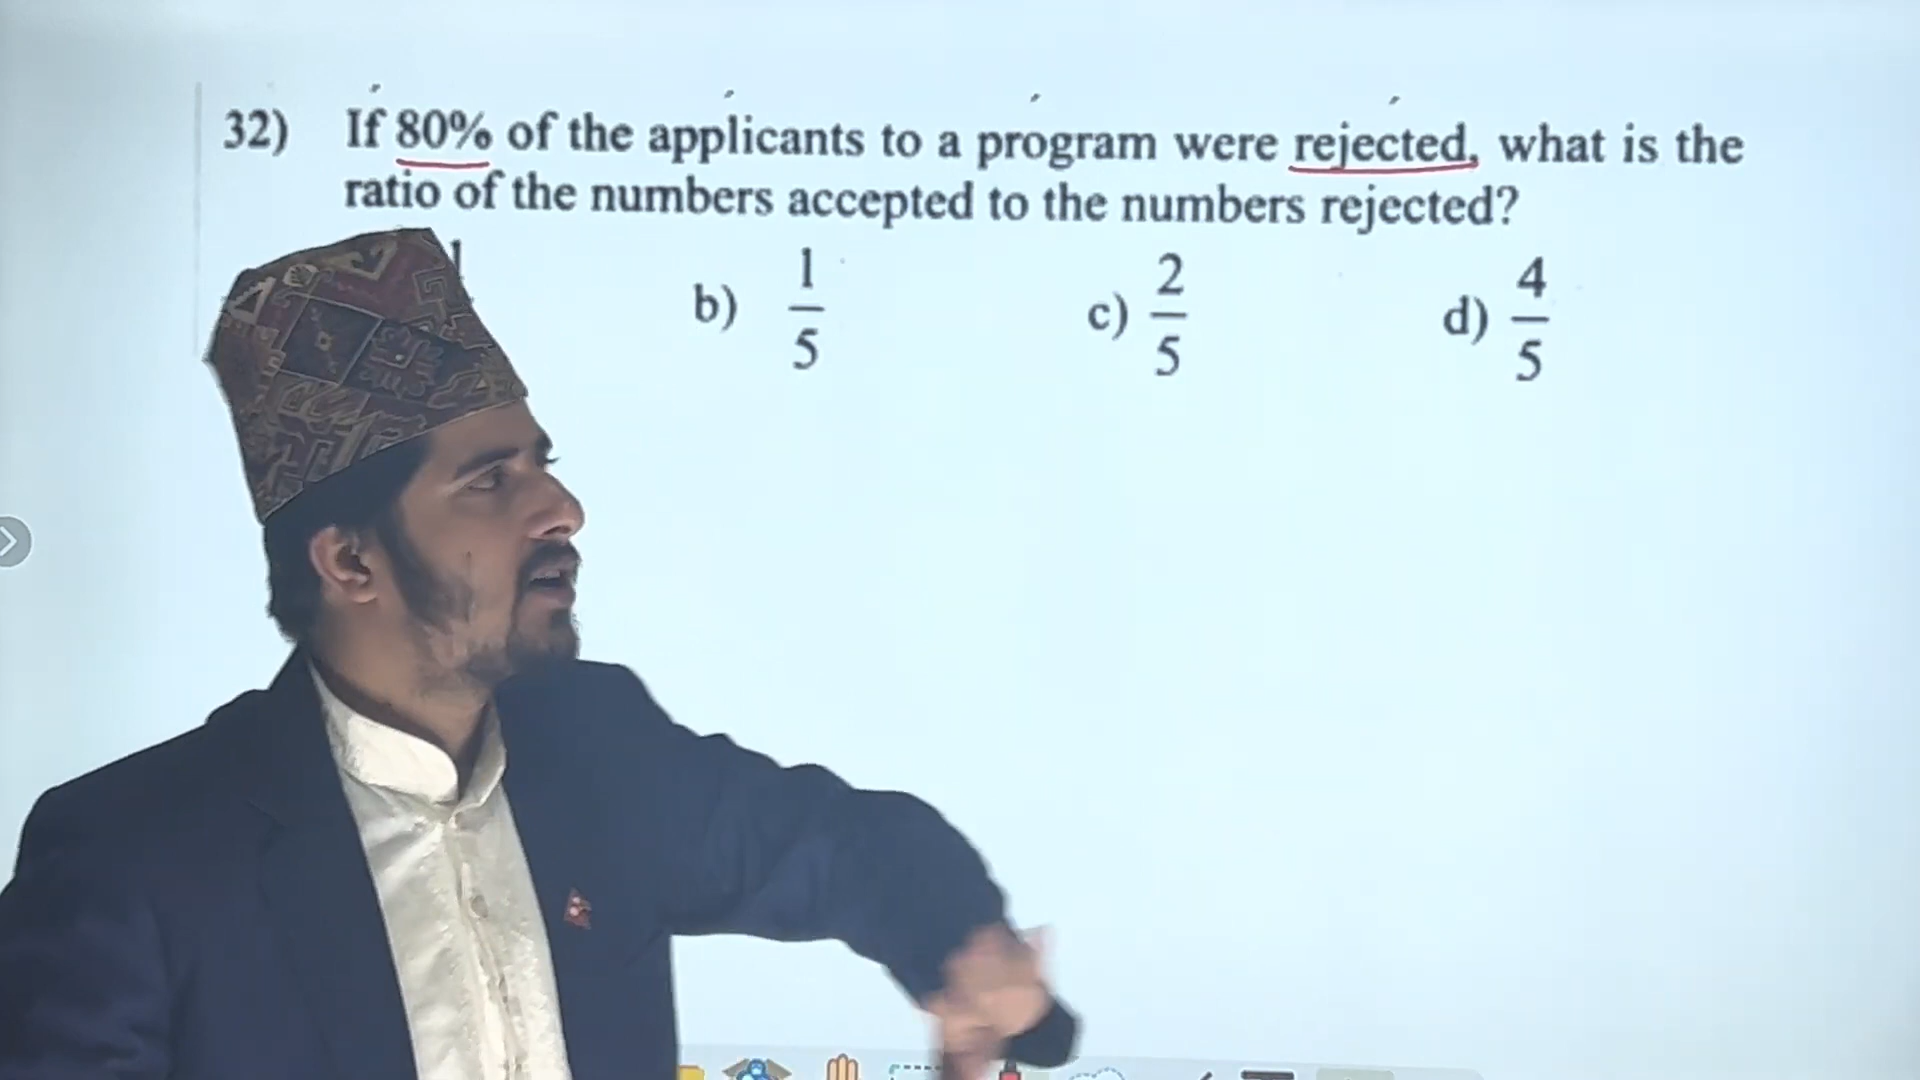 32) If 80% of the applicants to a program were rejected, what is the
ratio of the numbers accepted to the numbers rejected?
1
b) 1/5 c) 2/5 d) 4/5